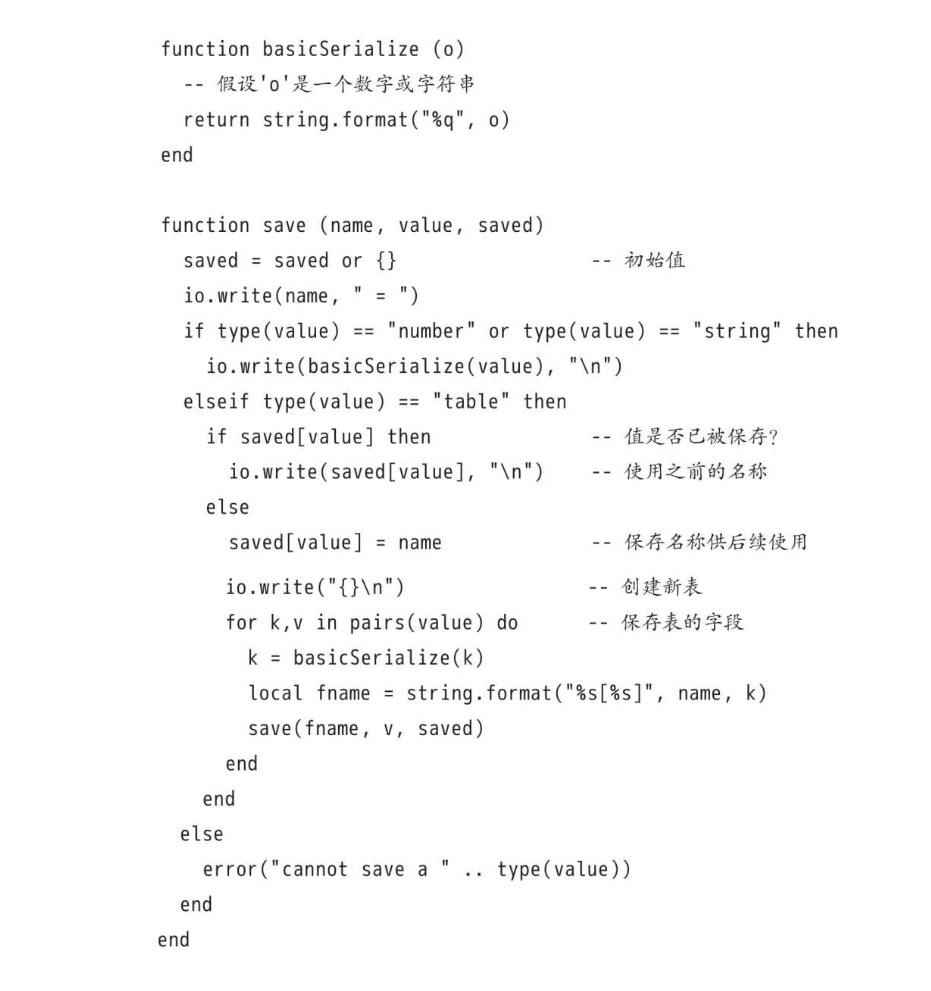 function basicSerialize (o)
  -- 假设'o'是一个数字或字符串
  return string.format("%q", o)
end

function save (name, value, saved)
  saved = saved or {}                  -- 初始值
  io.write(name, " = ")
  if type(value) == "number" or type(value) == "string" then
    io.write(basicSerialize(value), "\n")
  elseif type(value) == "table" then
    if saved[value] then               -- 值是否已被保存?
      io.write(saved[value], "\n")     -- 使用之前的名称
    else
      saved[value] = name              -- 保存名称供后续使用
      io.write("{}\n")                 -- 创建新表
      for k,v in pairs(value) do       -- 保存表的字段
        k = basicSerialize(k)
        local fname = string.format("%s[%s]", name, k)
        save(fname, v, saved)
      end
    end
  else
    error("cannot save a " .. type(value))
  end
end